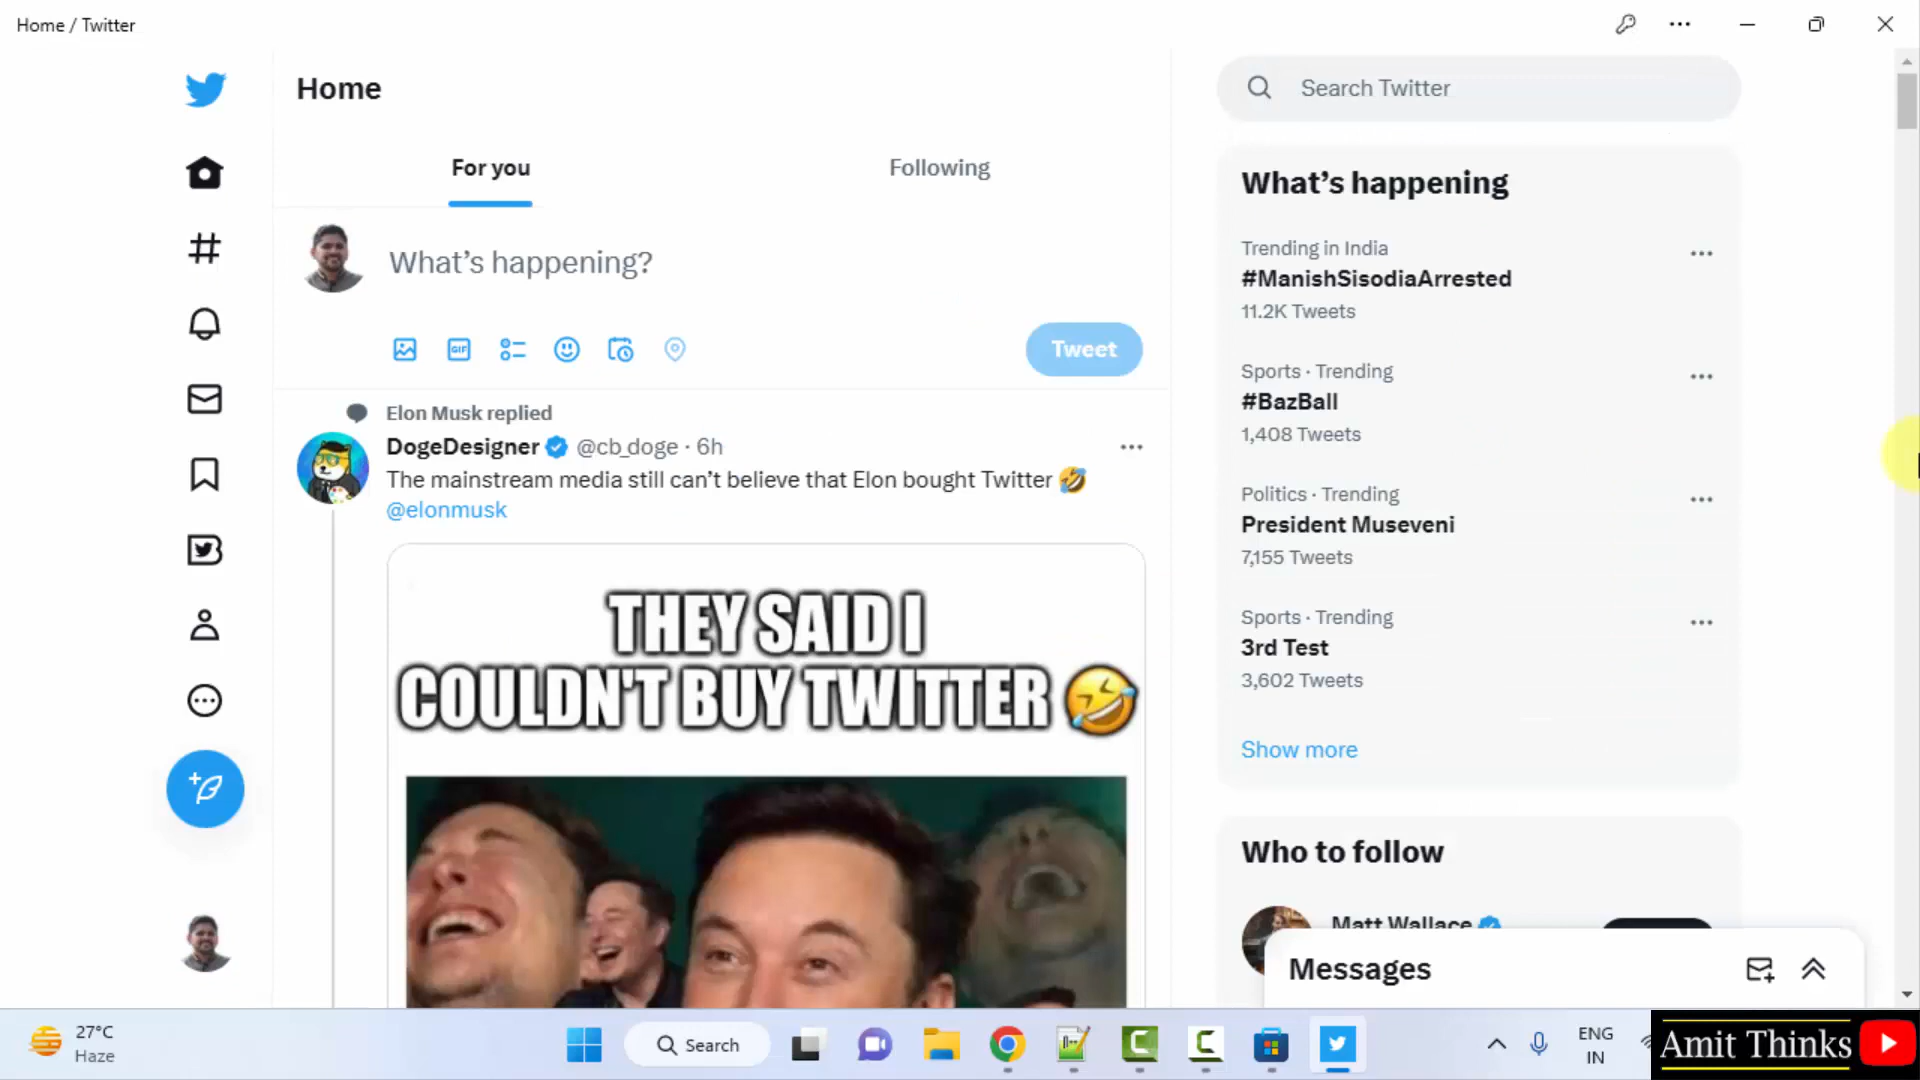 Home / Twitter
Home
For you
Following
What's happening?
GIF
Tweet
Elon Musk replied
DogeDesigner @cb_doge · 6h
The mainstream media still can't believe that Elon bought Twitter 🤣
@elonmusk
THEY SAID I
COULDN'T BUY TWITTER 🤣
Search Twitter
What's happening
Trending in India
#ManishSisodiaArrested
11.2K Tweets
Sports · Trending
#BazBall
1,408 Tweets
Politics · Trending
President Museveni
7,155 Tweets
Sports · Trending
3rd Test
3,602 Tweets
Show more
Who to follow
Matt Wallace
Messages
27°C
Haze
Search
ENG
IN
Amit Thinks